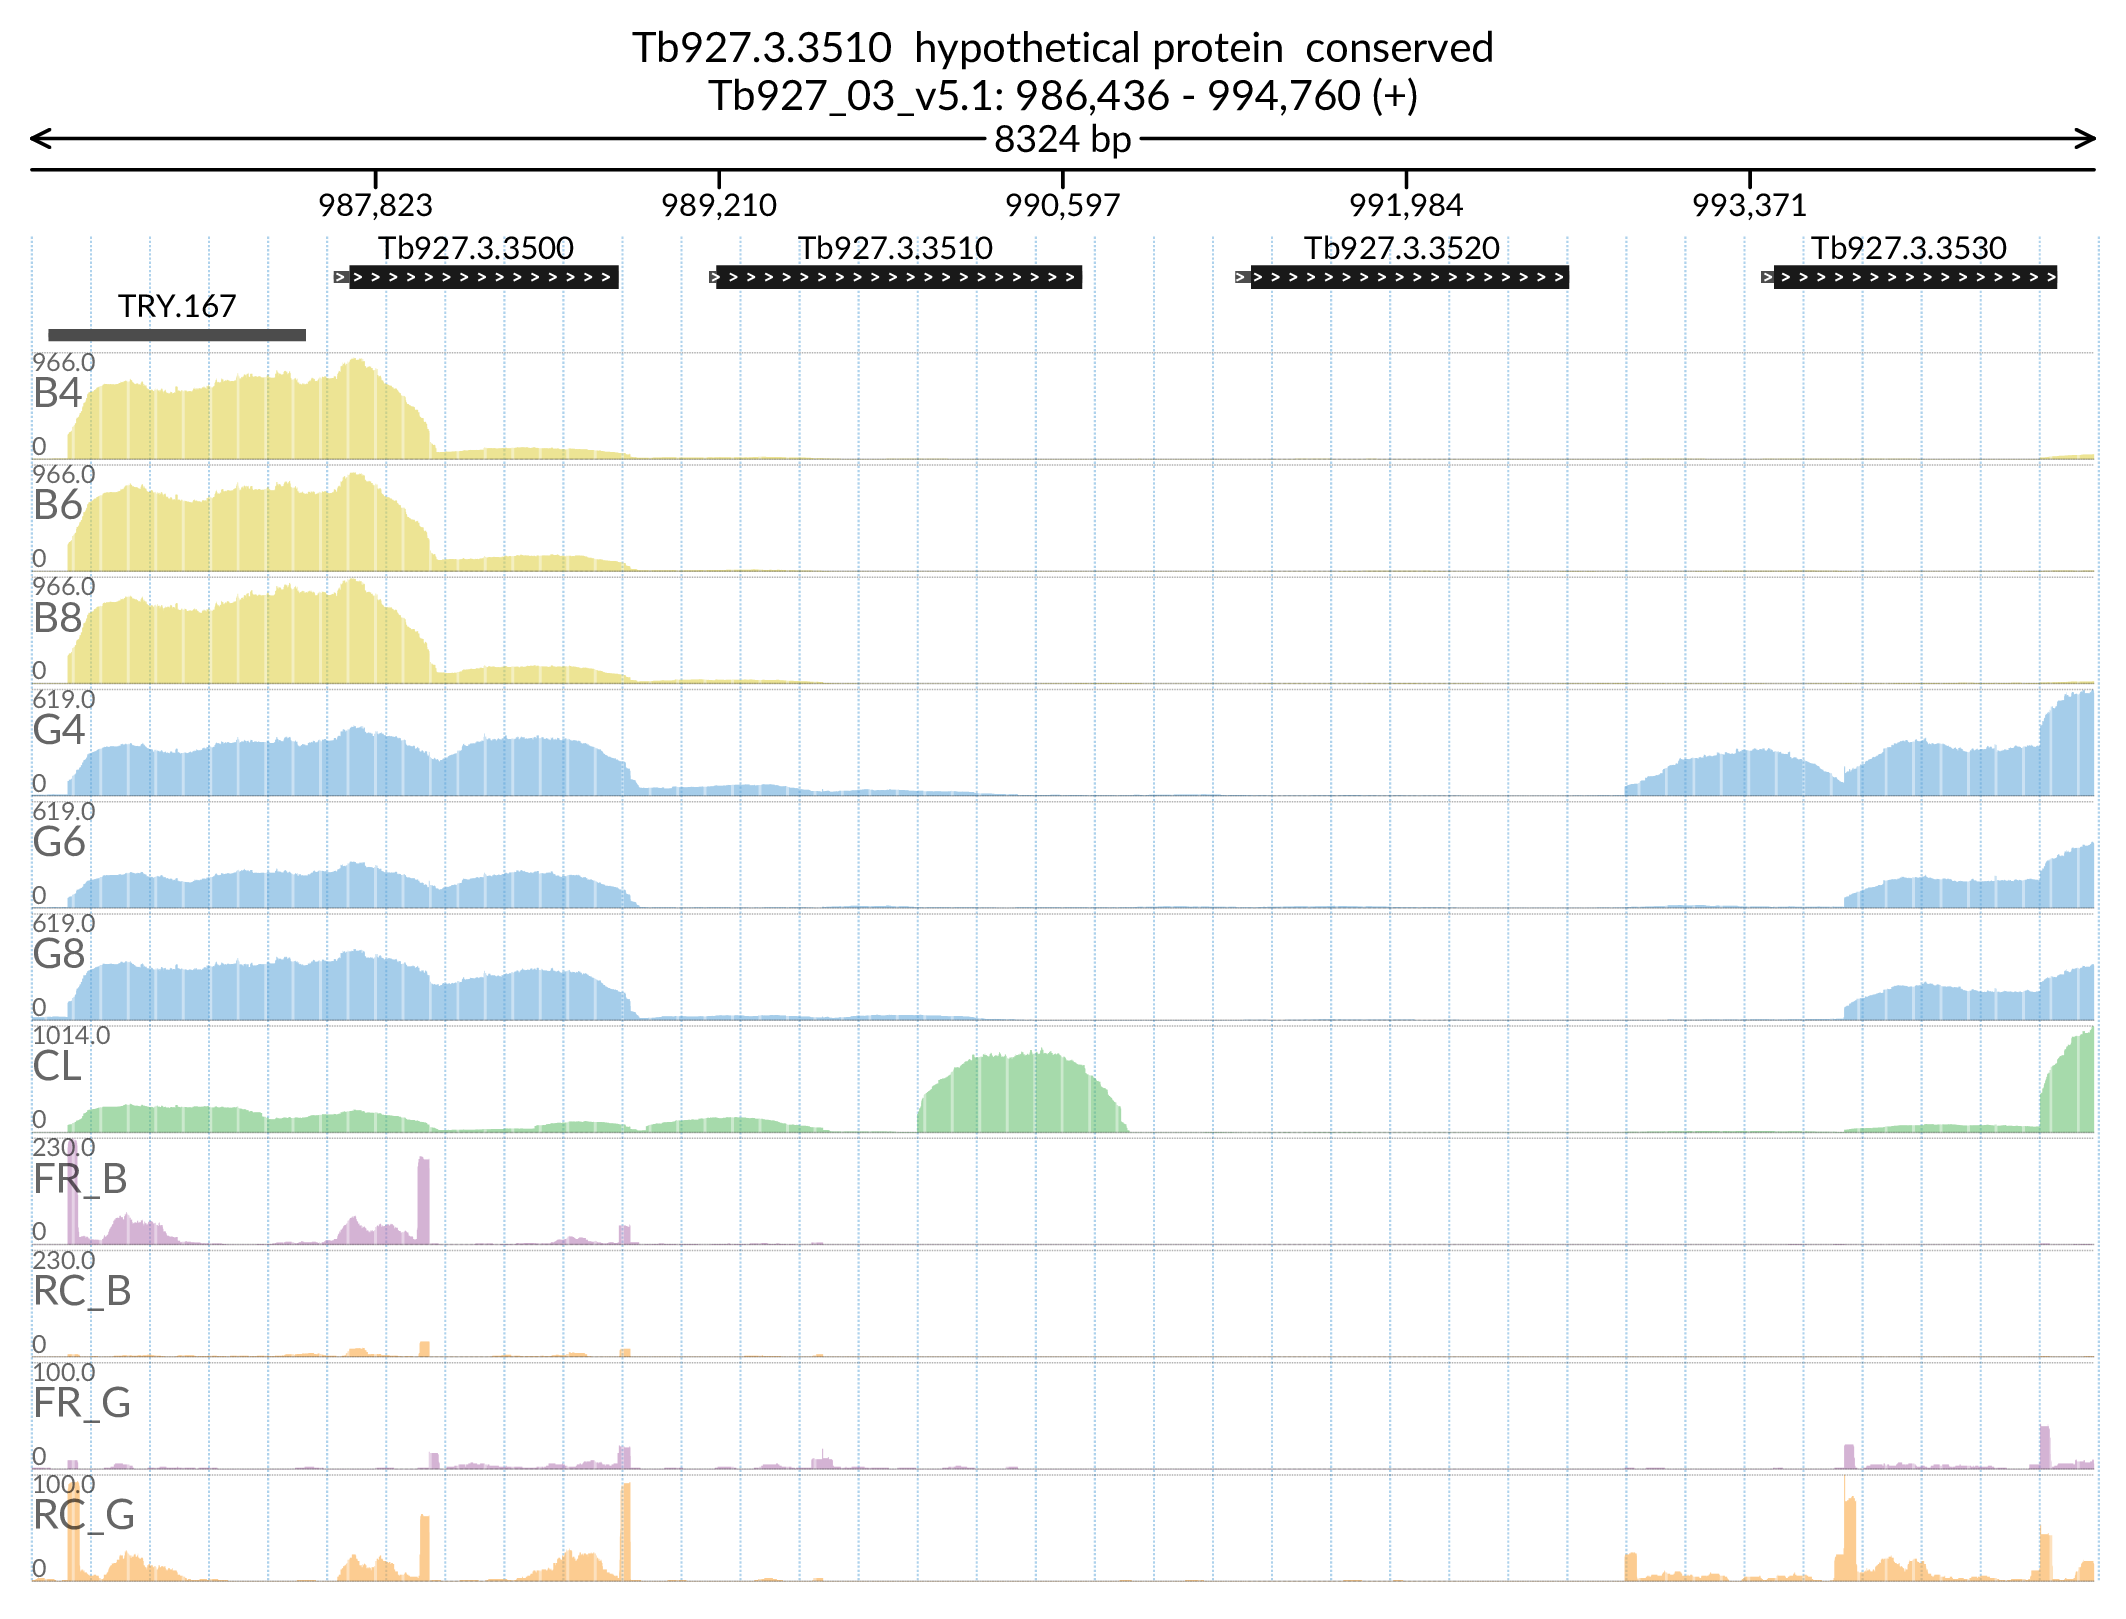 Tb927.3.3510  hypothetical protein  conserved
Tb927_03_v5.1: 986,436 - 994,760 (+)
8324 bp
987,823 989,210 990,597 991,984 993,371
Tb927.3.3500 Tb927.3.3510 Tb927.3.3520 Tb927.3.3530
TRY.167
966.0
B4
0
966.0
B6
0
966.0
B8
0
619.0
G4
0
619.0
G6
0
619.0
G8
0
1014.0
CL
0
230.0
FR_B
0
230.0
RC_B
0
100.0
FR_G
0
100.0
RC_G
0